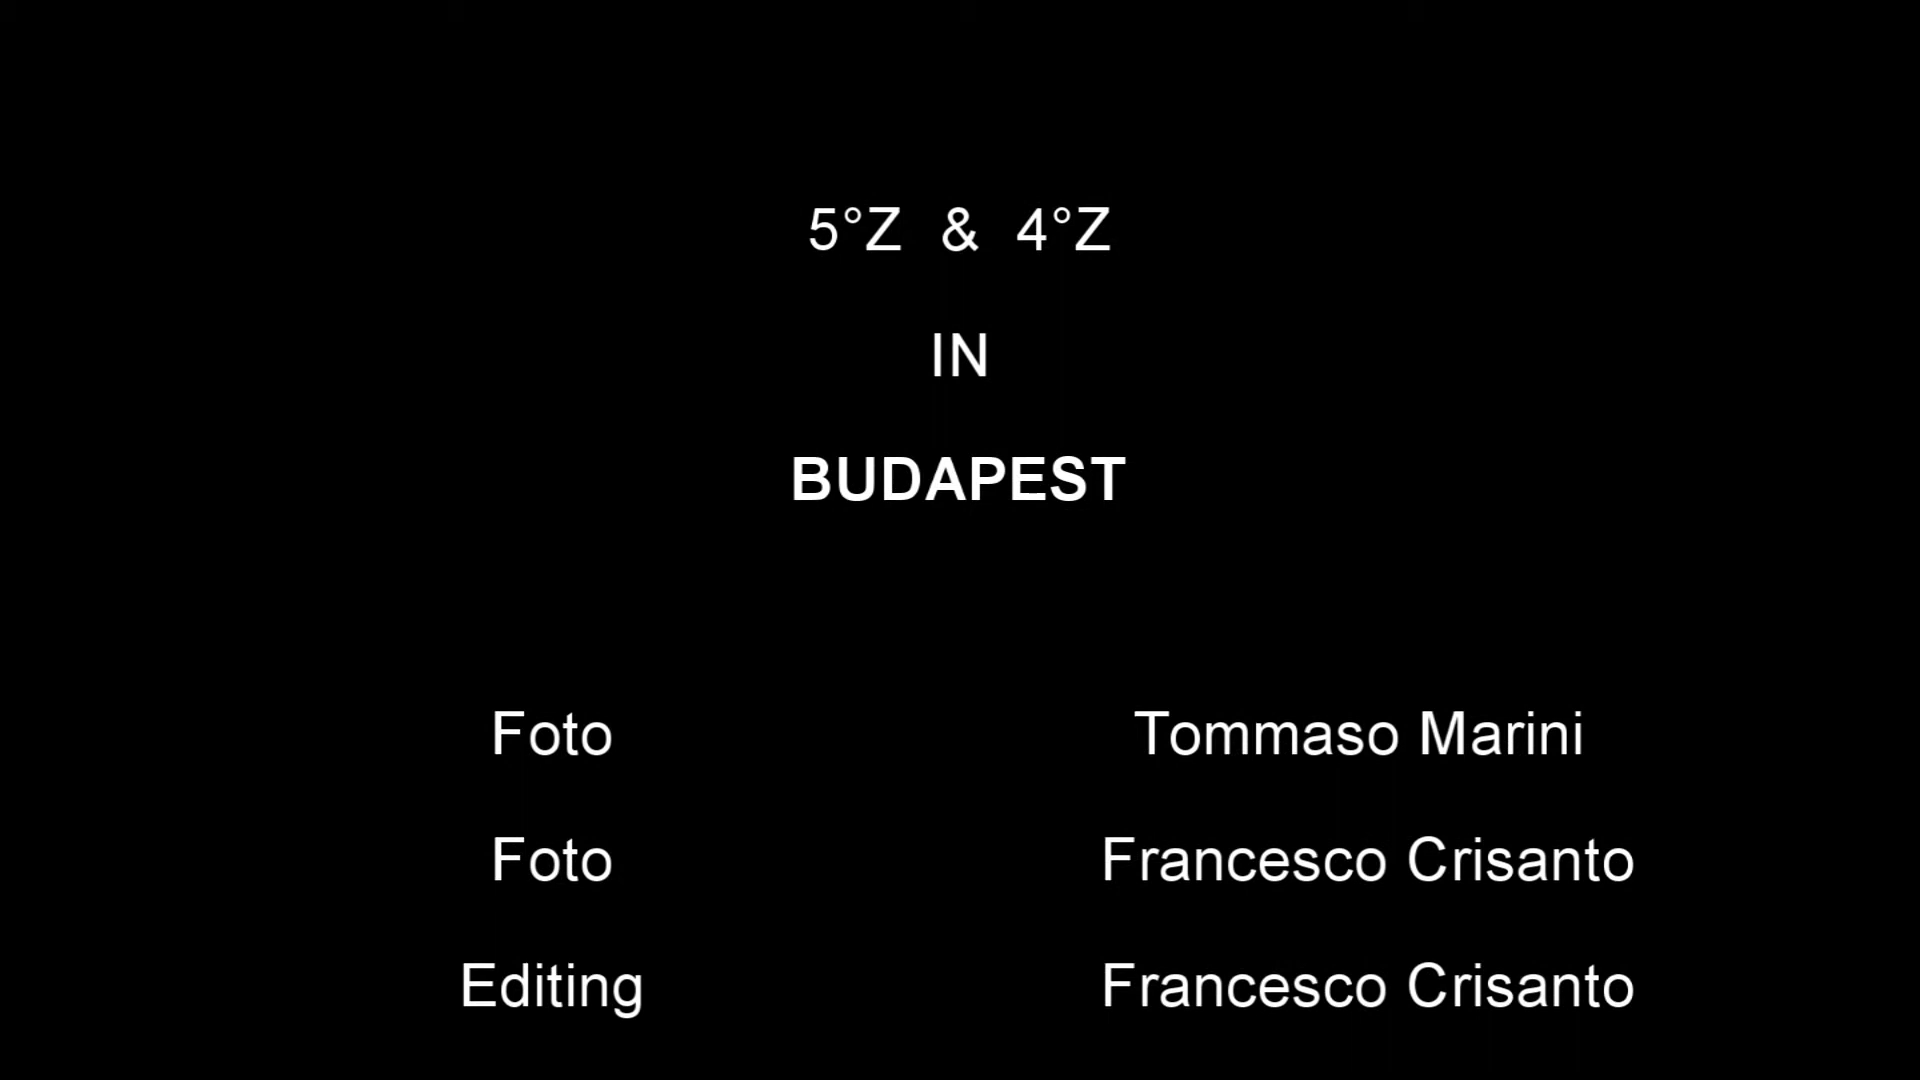 5°Z & 4°Z
IN
BUDAPEST
Foto Tommaso Marini
Foto Francesco Crisanto
Editing Francesco Crisanto